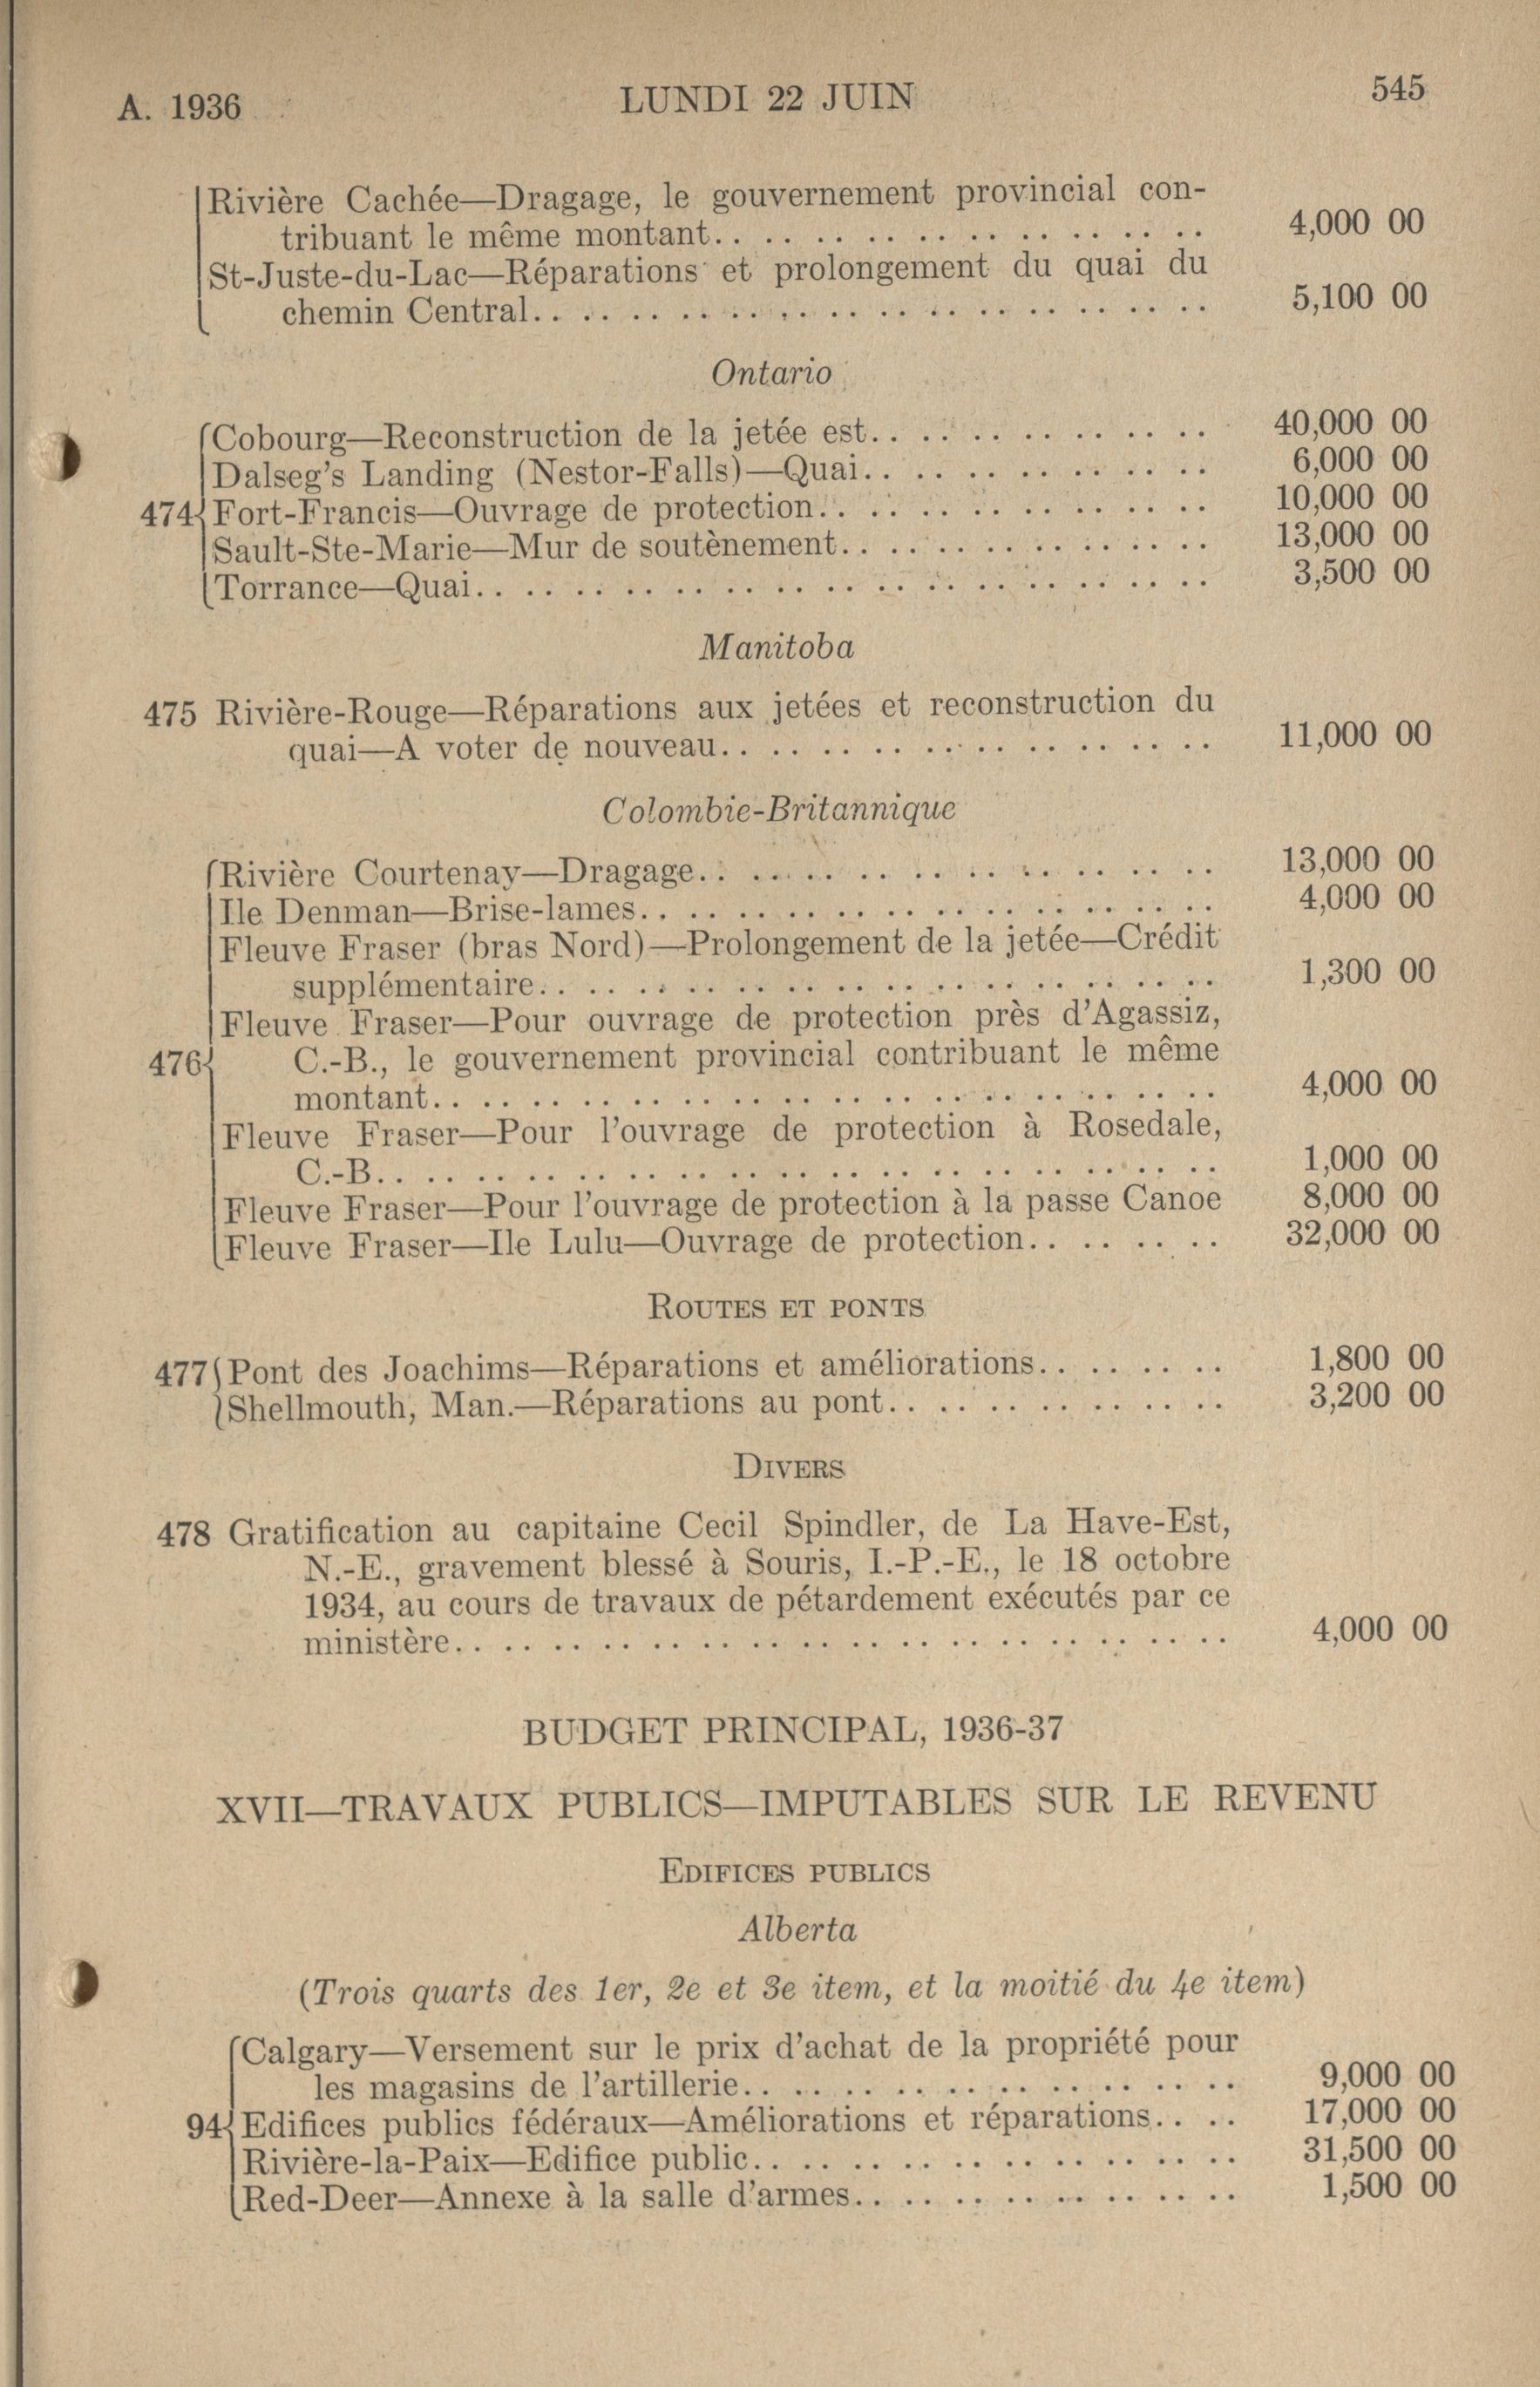 A. 1936 LUNDI 22 JUIN 545
Rivière Cachée—Dragage, le gouvernement provincial con-
tribuant le même montant. . . . . . . . . . . . . . . . . . . . 4,000 00
St-Juste-du-Lac—Réparations et prolongement du quai du
chemin Central. . . . . . . . . . . . . . . . . . . . . . . . . . . 5,100 00
Ontario
Cobourg—Reconstruction de la jetée est. . . . . . . . . . . . . . 40,000 00
Dalseg's Landing (Nestor-Falls)—Quai. . . . . . . . . . . . . . 6,000 00
474 Fort-Francis—Ouvrage de protection. . . . . . . . . . . . . . . . 10,000 00
Sault-Ste-Marie—Mur de soutènement. . . . . . . . . . . . . . . 13,000 00
Torrance—Quai. . . . . . . . . . . . . . . . . . . . . . . . . . . . . 3,500 00
Manitoba
475 Rivière-Rouge—Réparations aux jetées et reconstruction du
quai—A voter de nouveau. . . . . . . . . . . . . . . . . . . . 11,000 00
Colombie-Britannique
Rivière Courtenay—Dragage. . . . . . . . . . . . . . . . . . . . 13,000 00
Ile Denman—Brise-lames. . . . . . . . . . . . . . . . . . . . . . . 4,000 00
Fleuve Fraser (bras Nord)—Prolongement de la jetée—Crédit
supplémentaire. . . . . . . . . . . . . . . . . . . . . . . . . . . 1,300 00
Fleuve Fraser—Pour ouvrage de protection près d'Agassiz,
476 C.-B., le gouvernement provincial contribuant le même
montant. . . . . . . . . . . . . . . . . . . . . . . . . . . . . . . 4,000 00
Fleuve Fraser—Pour l'ouvrage de protection à Rosedale,
C.-B. . . . . . . . . . . . . . . . . . . . . . . . . . . . . . . . . 1,000 00
Fleuve Fraser—Pour l'ouvrage de protection à la passe Canoe 8,000 00
Fleuve Fraser—Ile Lulu—Ouvrage de protection. . . . . . . . 32,000 00
ROUTES ET PONTS
477 Pont des Joachims—Réparations et améliorations. . . . . . . . 1,800 00
Shellmouth, Man.—Réparations au pont. . . . . . . . . . . . . . 3,200 00
DIVERS
478 Gratification au capitaine Cecil Spindler, de La Have-Est,
N.-E., gravement blessé à Souris, I.-P.-E., le 18 octobre
1934, au cours de travaux de pétardement exécutés par ce
ministère. . . . . . . . . . . . . . . . . . . . . . . . . . . . . . . 4,000 00
BUDGET PRINCIPAL, 1936-37
XVII—TRAVAUX PUBLICS—IMPUTABLES SUR LE REVENU
EDIFICES PUBLICS
Alberta
(Trois quarts des 1er, 2e et 3e item, et la moitié du 4e item)
Calgary—Versement sur le prix d'achat de la propriété pour
les magasins de l'artillerie. . . . . . . . . . . . . . . . . . . . 9,000 00
94 Edifices publics fédéraux—Améliorations et réparations. . . . 17,000 00
Rivière-la-Paix—Edifice public. . . . . . . . . . . . . . . . . . . . 31,500 00
Red-Deer—Annexe à la salle d'armes. . . . . . . . . . . . . . . . 1,500 00